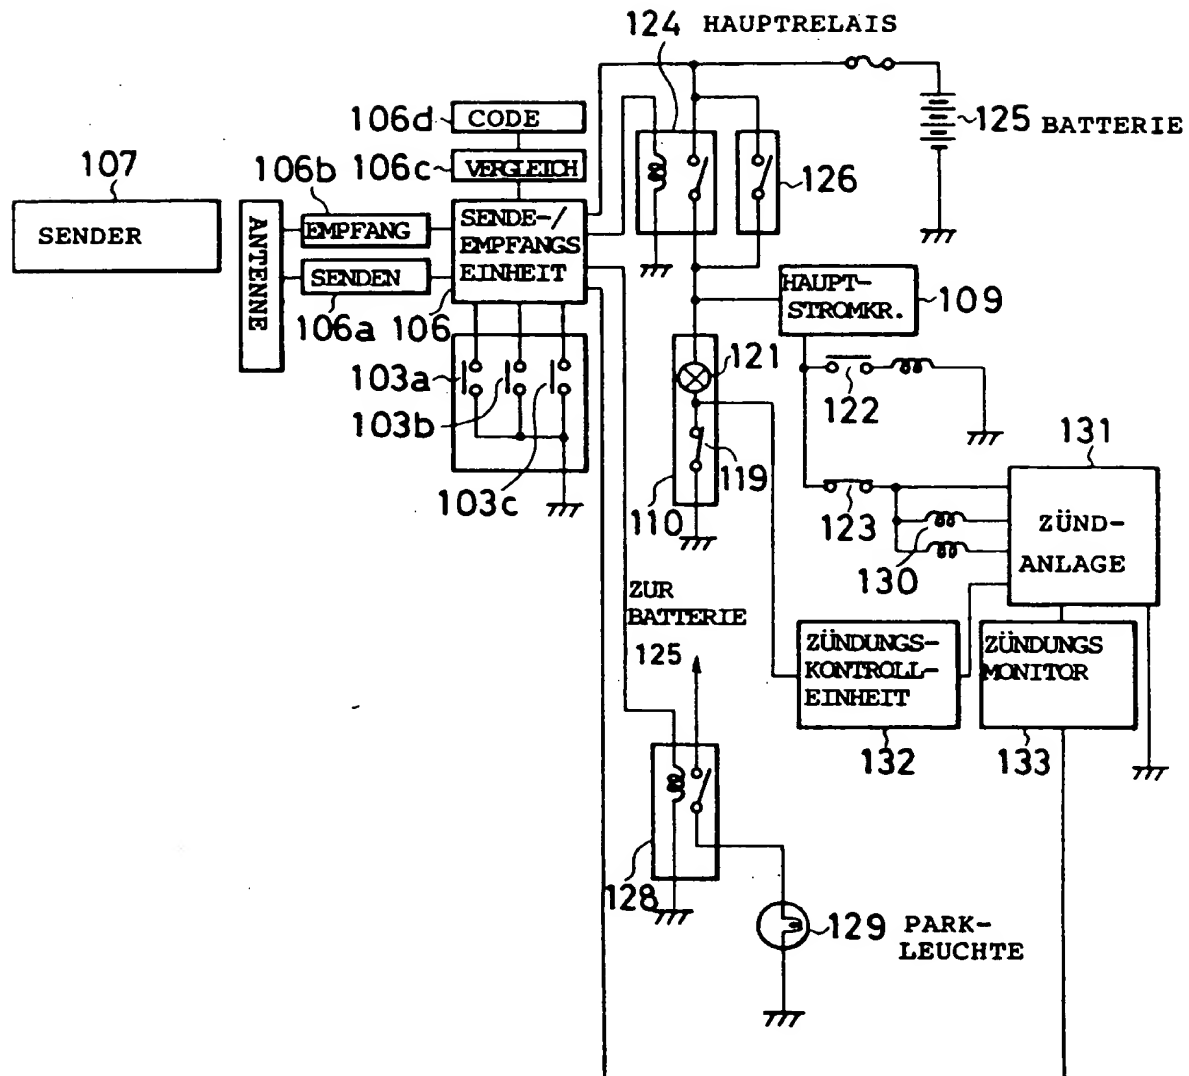 124 HAUPTRELAIS
106d CODE
125 BATTERIE
106c VERGLEICH
107
106b
126
SENDER
ANTENNE
EMPFANG
SENDE-/
EMPFANGS
EINHEIT
SENDEN
HAUPT-
STROMKR.
109
106a 106
121
103a
122
103b
131
119
103c
110
123
ZÜND-
ANLAGE
130
ZUR
BATTERIE
125
ZÜNDUNGS-
KONTROLL-
EINHEIT
ZÜNDUNGS
MONITOR
132
133
128
129 PARK-
LEUCHTE